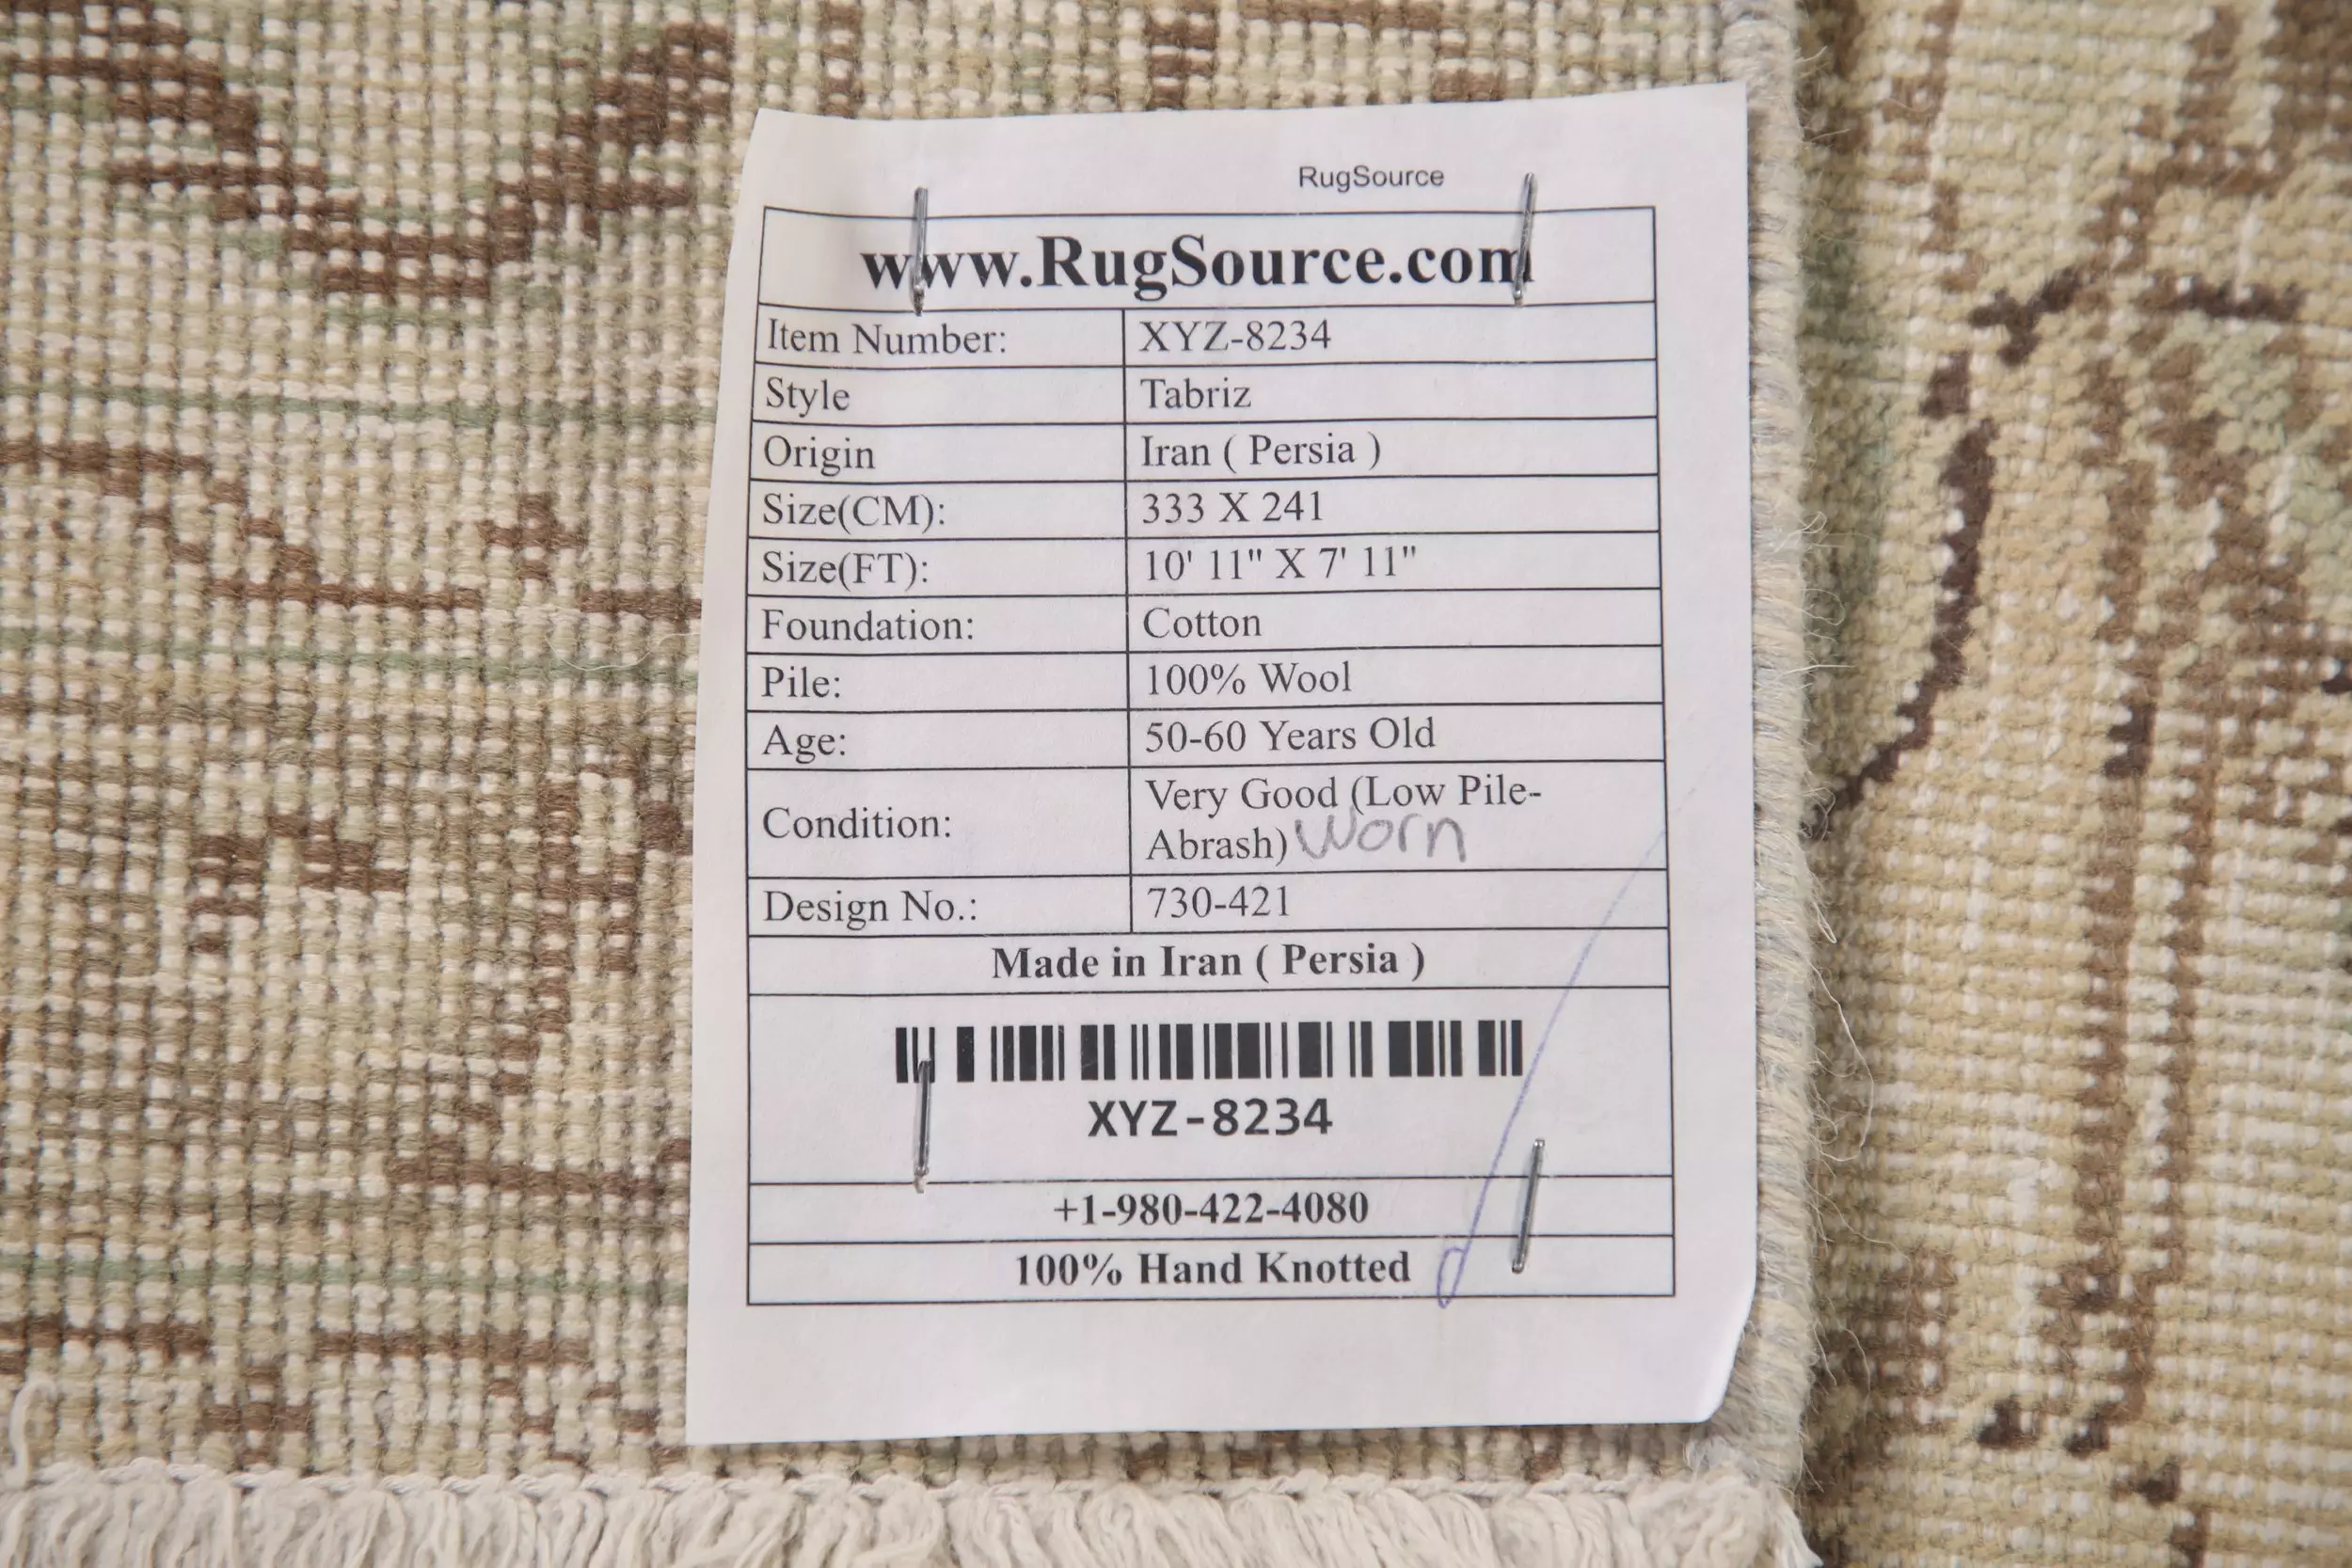 RugSource
www.RugSource.com
Item Number: XYZ-8234
Style Tabriz
Origin Iran ( Persia )
Size(CM): 333 X 241
Size(FT): 10' 11" X 7' 11"
Foundation: Cotton
Pile: 100% Wool
Age: 50-60 Years Old
Condition: Very Good (Low Pile-
Abrash) Worn
Design No.: 730-421
Made in Iran ( Persia )
XYZ-8234
+1-980-422-4080
100% Hand Knotted